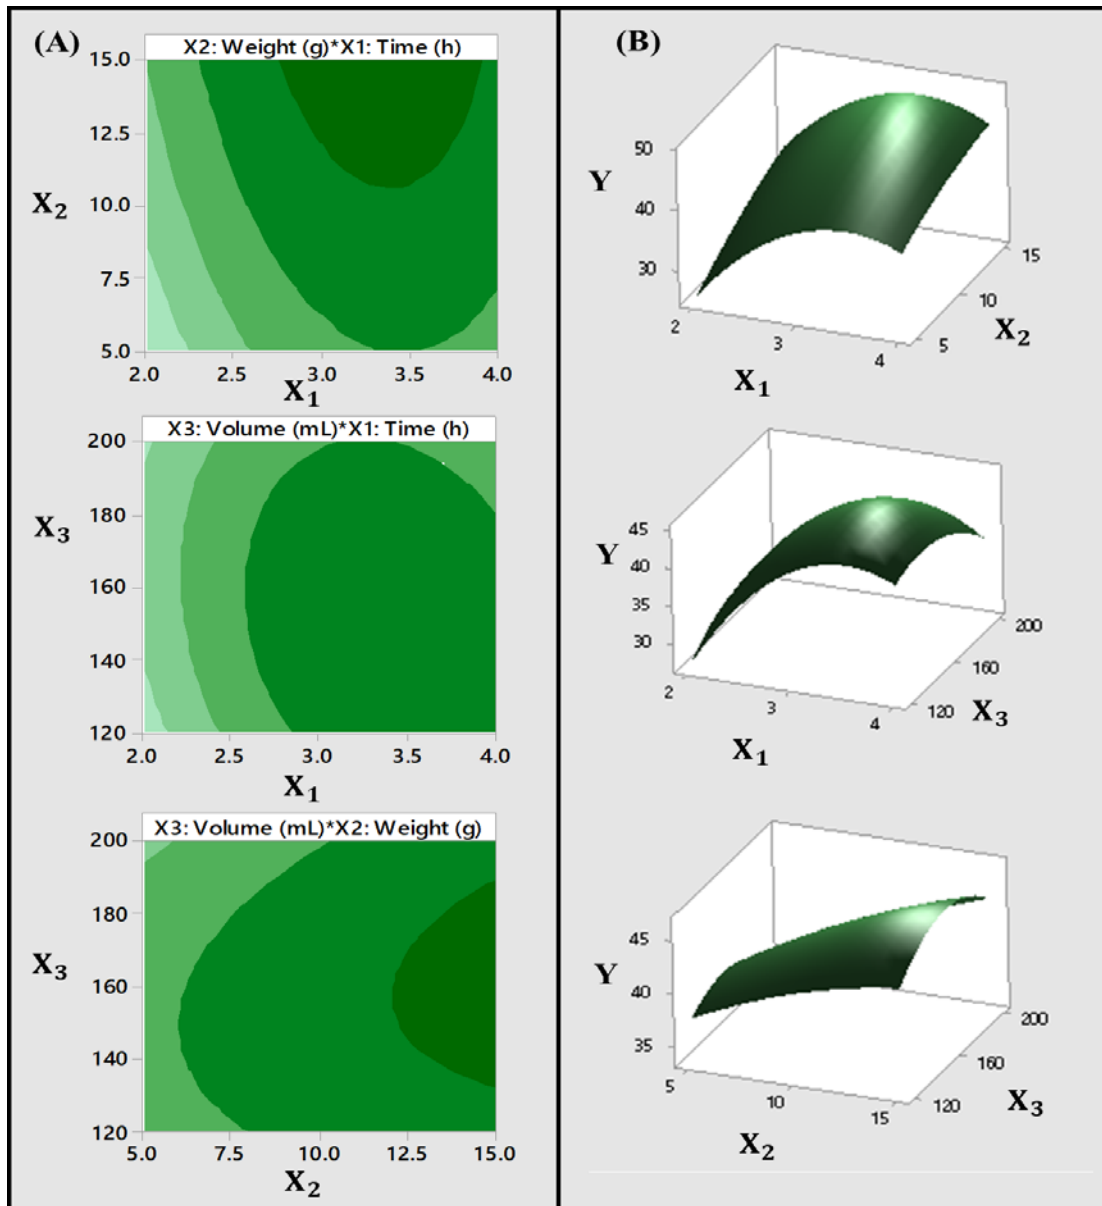 (A)
X2: Weight (g)*X1: Time (h)
15.0
12.5
X₂
10.0
7.5
5.0
2.0 2.5 3.0 3.5 4.0
X₁
X3: Volume (mL)*X1: Time (h)
200
180
X₃
160
140
120
2.0 2.5 3.0 3.5 4.0
X₁
X3: Volume (mL)*X2: Weight (g)
200
180
X₃
160
140
120
5.0 7.5 10.0 12.5 15.0
X₂
(B)
50
Y
40
30
15
10
X₂
5
2
3
4
X₁
45
Y
40
35
30
200
160
X₃
120
2
3
4
X₁
45
Y
40
35
200
160
X₃
120
5
10
15
X₂